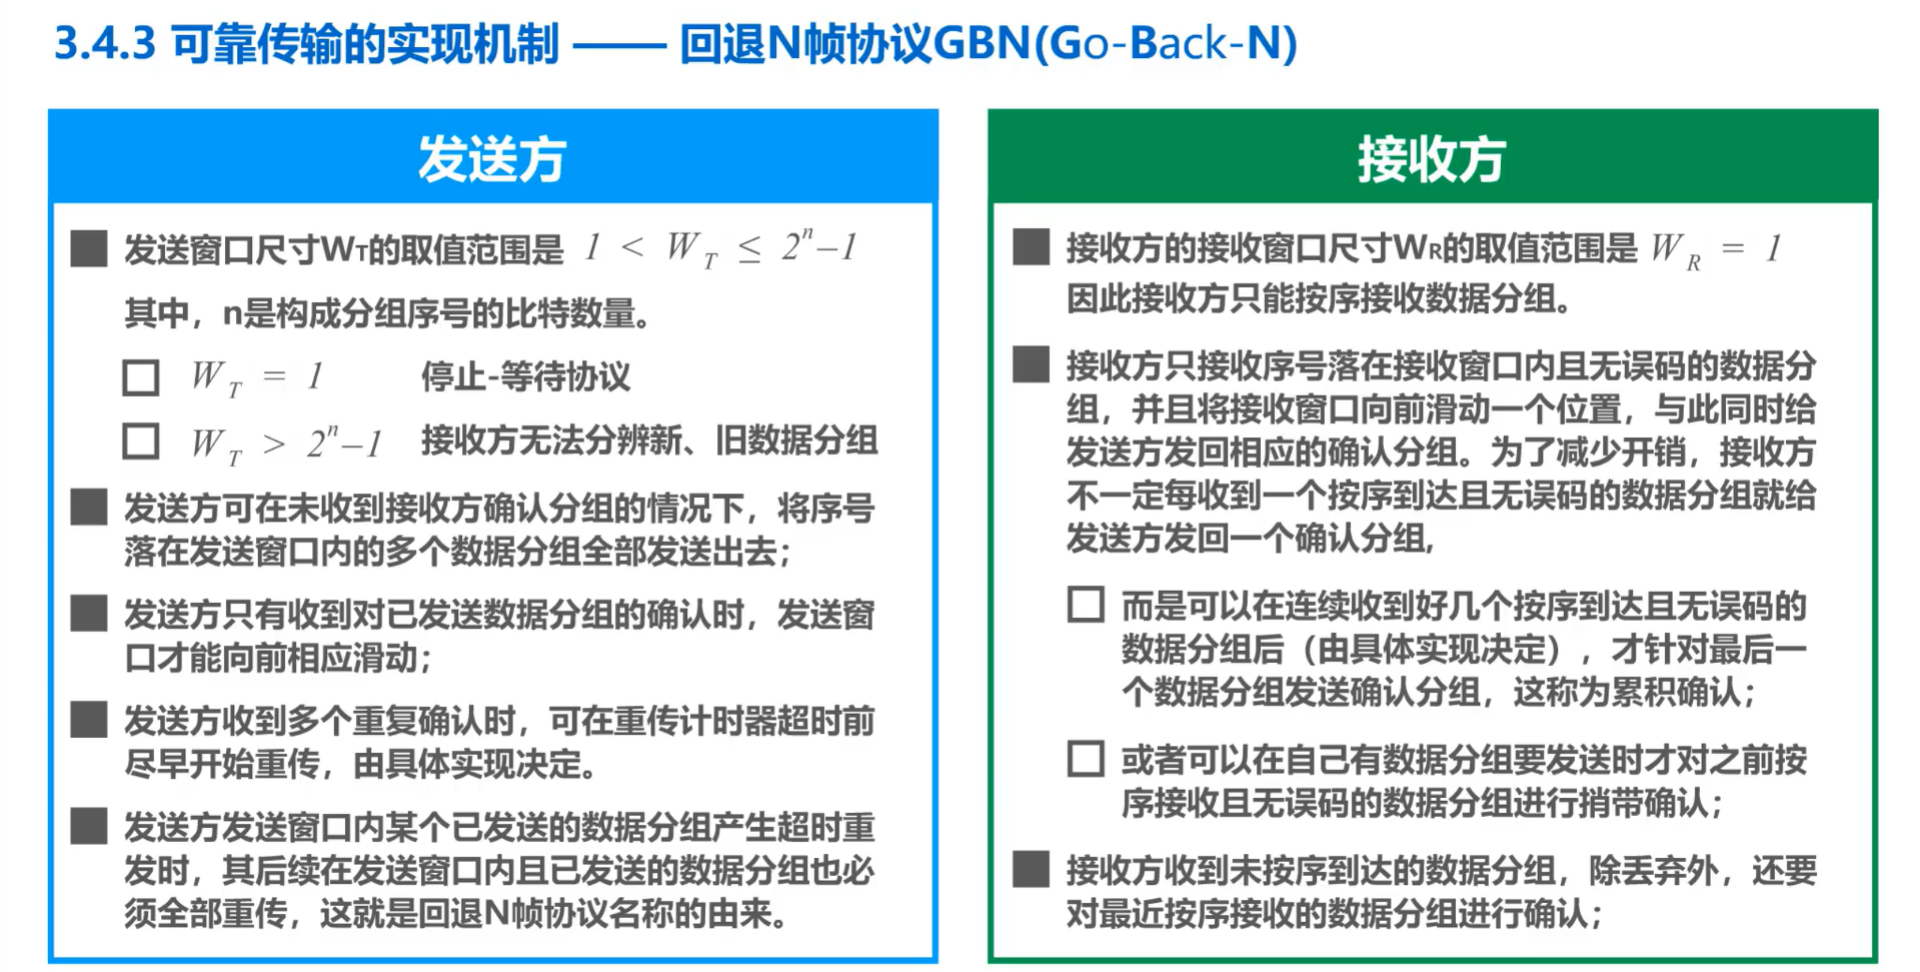 3.4.3 可靠传输的实现机制 —— 回退N帧协议GBN(Go-Back-N)
发送方
发送窗口尺寸WT的取值范围是 1 < W_T ≤ 2^n–1
其中，n是构成分组序号的比特数量。
W_T = 1 停止-等待协议
W_T > 2^n–1 接收方无法分辨新、旧数据分组
发送方可在未收到接收方确认分组的情况下，将序号
落在发送窗口内的多个数据分组全部发送出去；
发送方只有收到对已发送数据分组的确认时，发送窗
口才能向前相应滑动；
发送方收到多个重复确认时，可在重传计时器超时前
尽早开始重传，由具体实现决定。
发送方发送窗口内某个已发送的数据分组产生超时重
发时，其后续在发送窗口内且已发送的数据分组也必
须全部重传，这就是回退N帧协议名称的由来。
接收方
接收方的接收窗口尺寸WR的取值范围是 W_R = 1
因此接收方只能按序接收数据分组。
接收方只接收序号落在接收窗口内且无误码的数据分
组，并且将接收窗口向前滑动一个位置，与此同时给
发送方发回相应的确认分组。为了减少开销，接收方
不一定每收到一个按序到达且无误码的数据分组就给
发送方发回一个确认分组,
而是可以在连续收到好几个按序到达且无误码的
数据分组后（由具体实现决定），才针对最后一
个数据分组发送确认分组，这称为累积确认；
或者可以在自己有数据分组要发送时才对之前按
序接收且无误码的数据分组进行捎带确认；
接收方收到未按序到达的数据分组，除丢弃外，还要
对最近按序接收的数据分组进行确认；